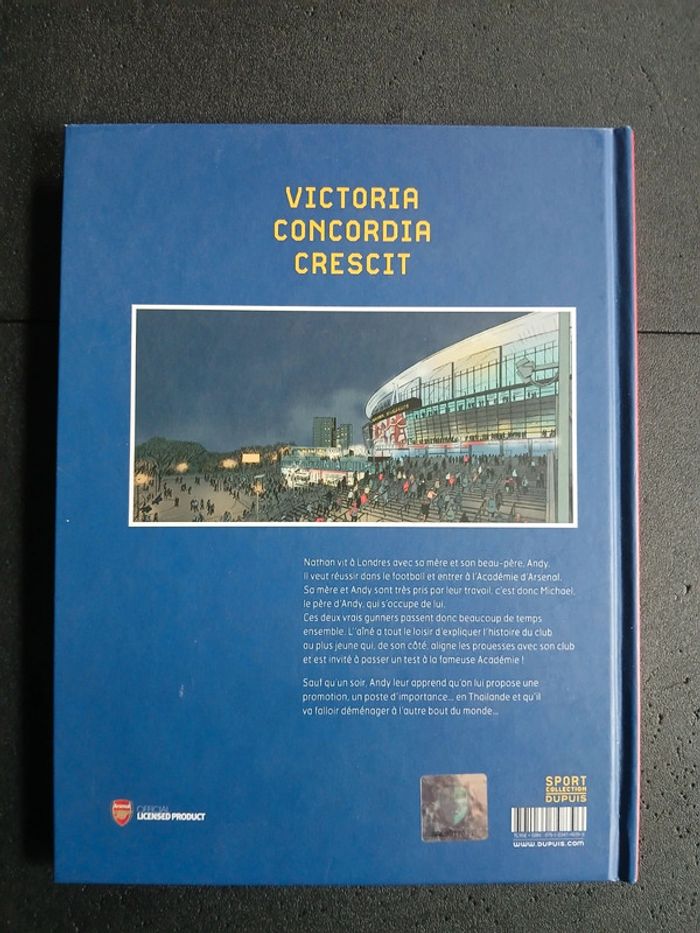 VICTORIA
CONCORDIA
CRESCIT
Nathan vit à Londres avec sa mère et son beau-père, Andy.
Il veut réussir dans le football et entrer à l'Académie d'Arsenal.
Sa mère et Andy sont très pris par leur travail, c'est donc Michael,
le père d'Andy, qui s'occupe de lui.
Ces deux vrais gunners passent donc beaucoup de temps
ensemble. L'aîné a tout le loisir d'expliquer l'histoire du club
au plus jeune qui, de son côté, aligne les prouesses avec son club
et est invité à passer un test à la fameuse Académie !
Sauf qu'un soir, Andy leur apprend qu'on lui propose une
promotion, un poste d'importance... en Thaïlande et qu'il
va falloir déménager à l'autre bout du monde...
Arsenal
OFFICIAL
LICENSED PRODUCT
SPORT
COLLECTION
DUPUIS
WWW.DUPUIS.COM